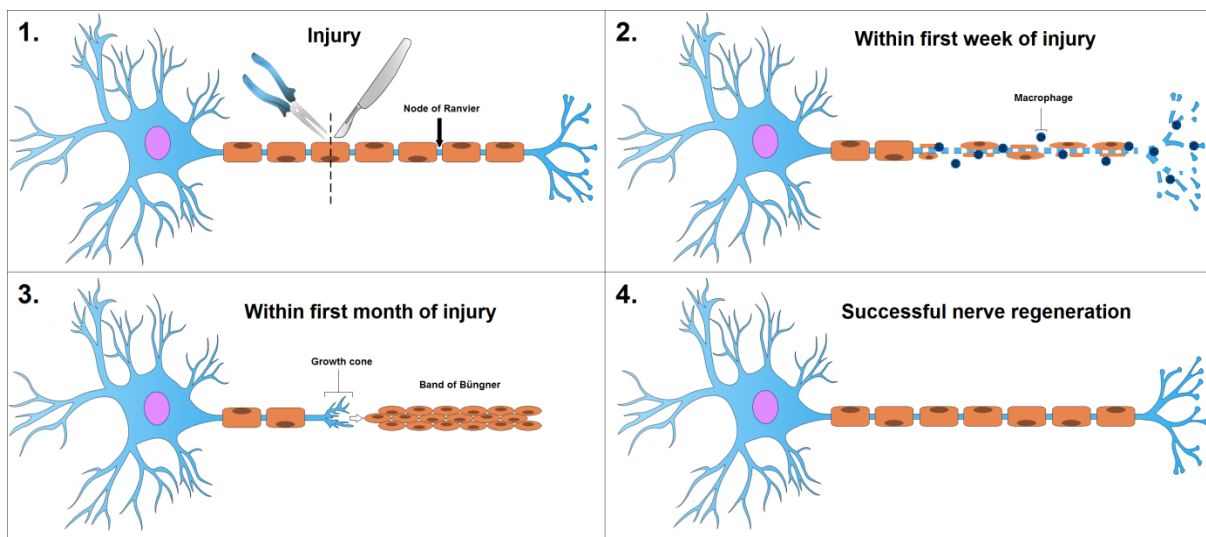 1.
Injury
Node of Ranvier
2.
Within first week of injury
Macrophage
3.
Within first month of injury
Growth cone
Band of Büngner
4.
Successful nerve regeneration